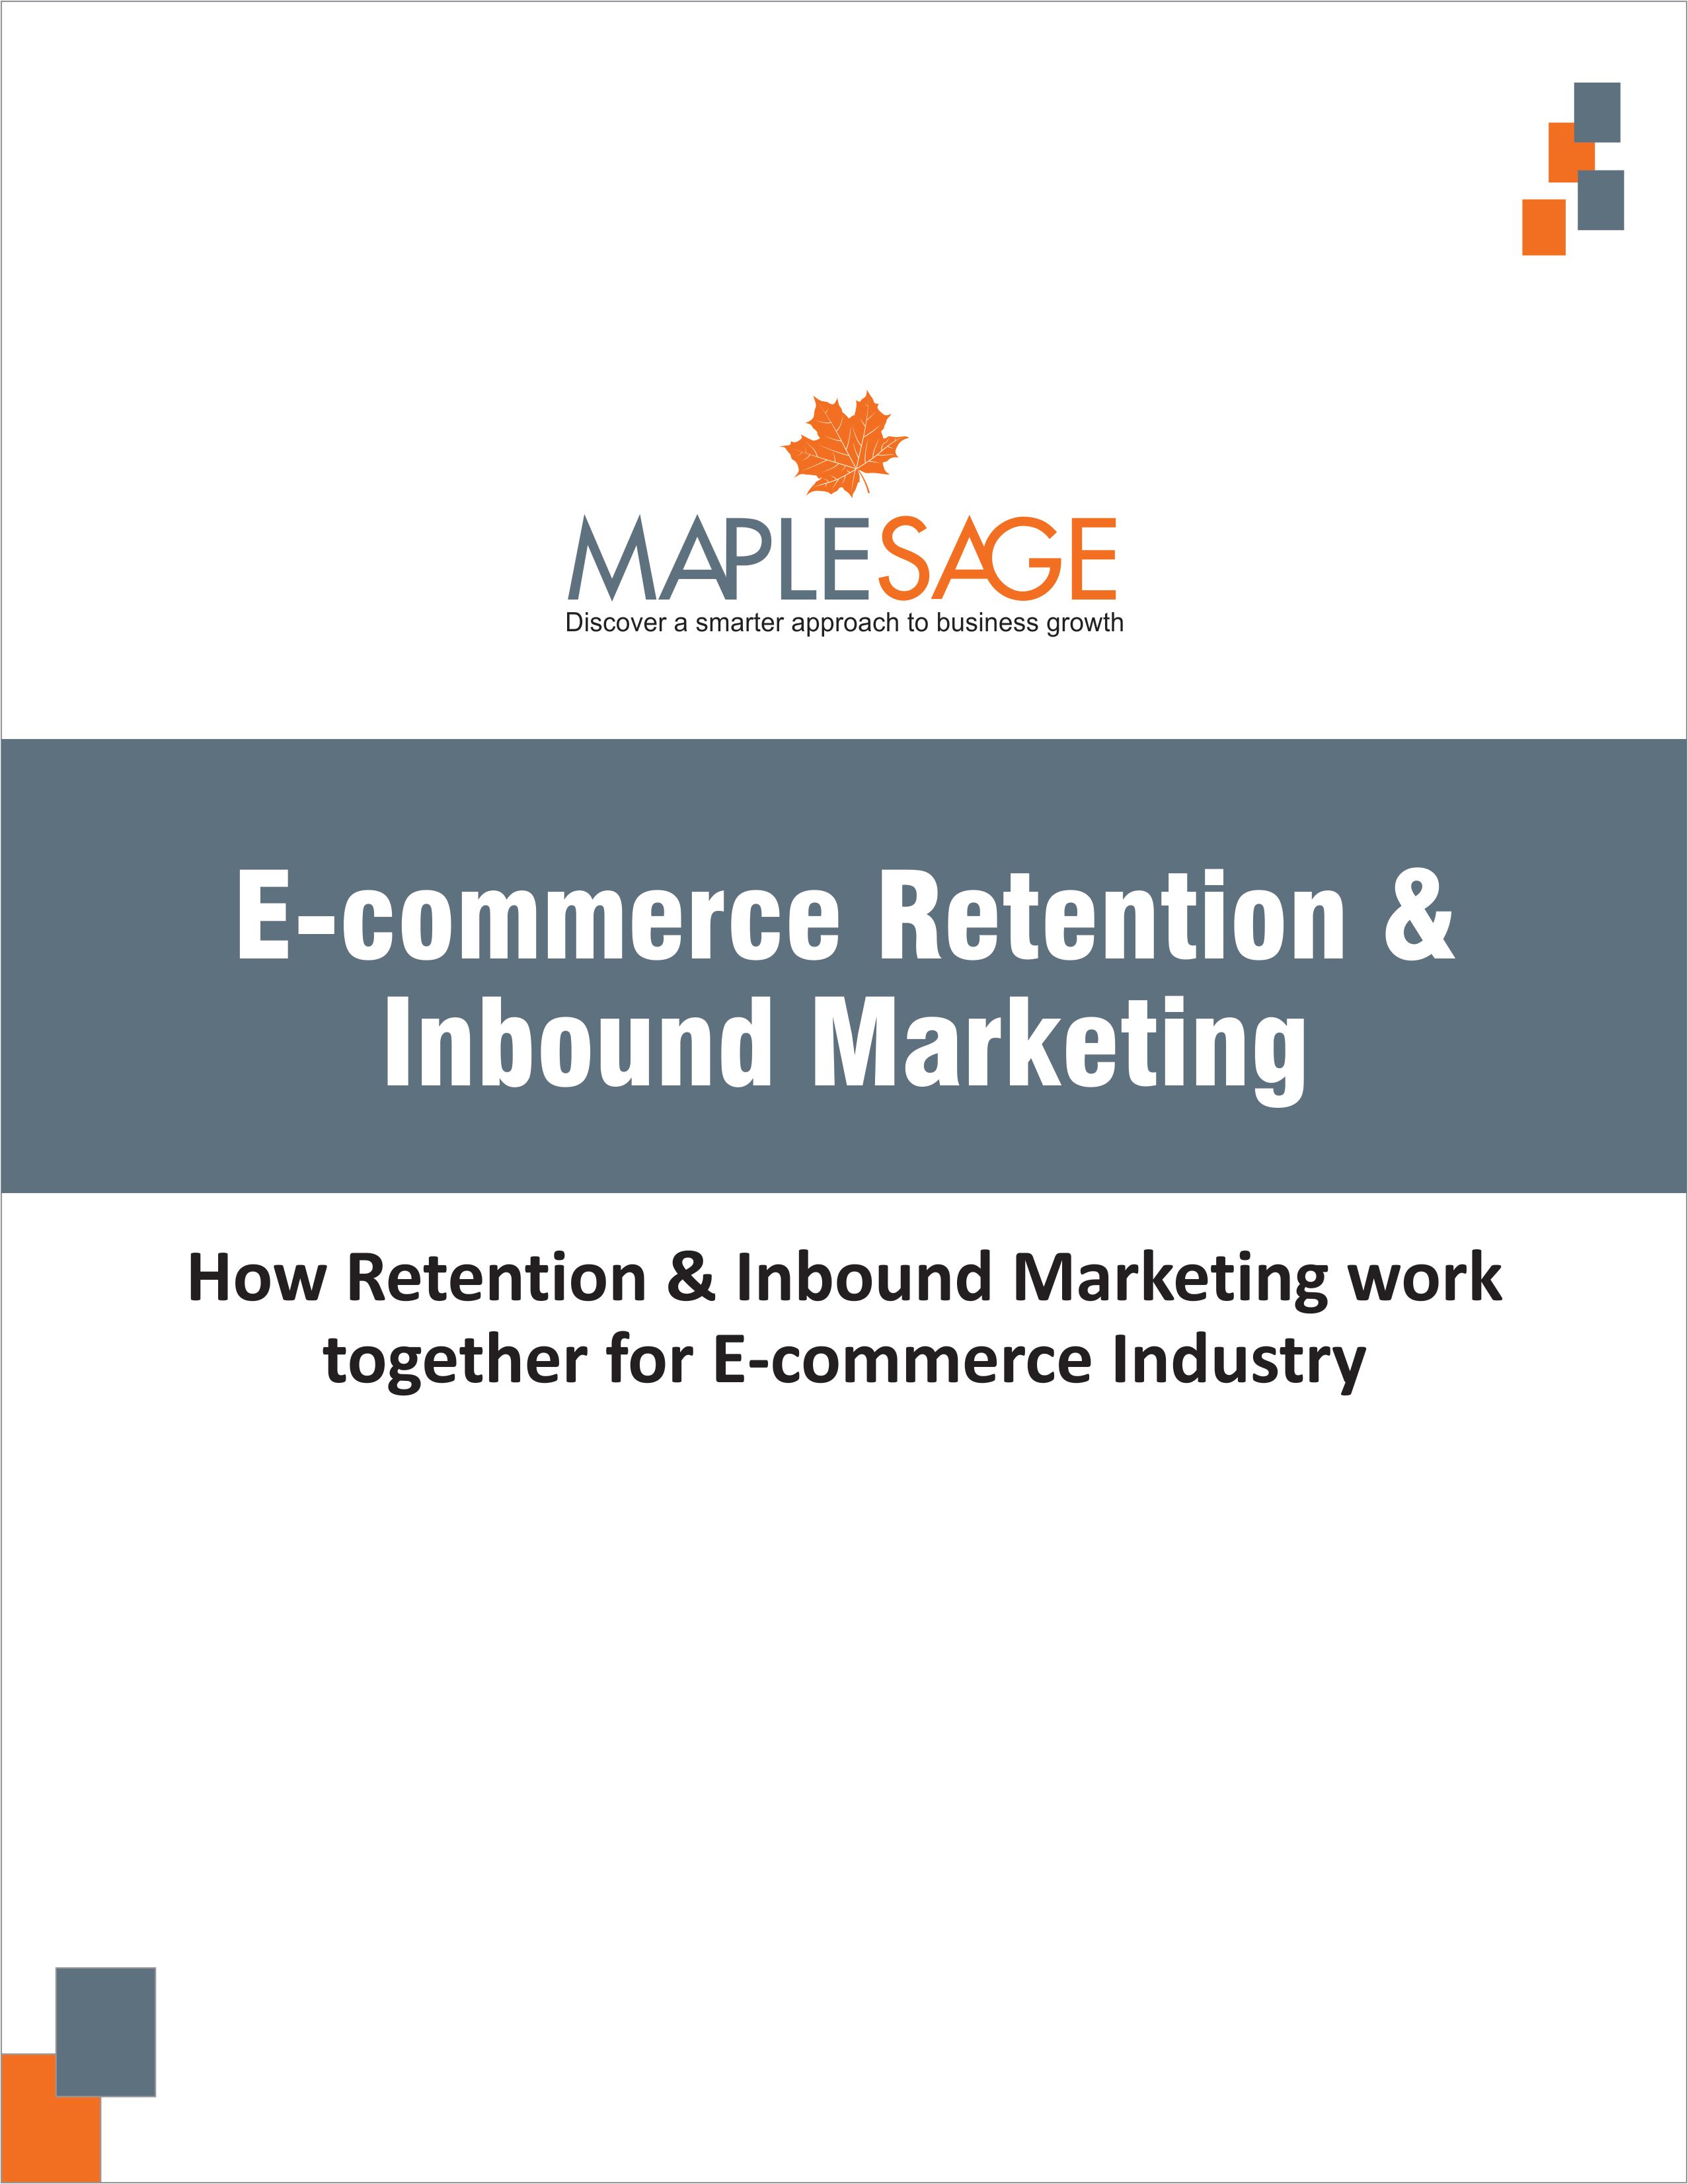 MAPLESAGE
Discover a smarter approach to business growth
E-commerce Retention &
Inbound Marketing
How Retention & Inbound Marketing work
together for E-commerce Industry